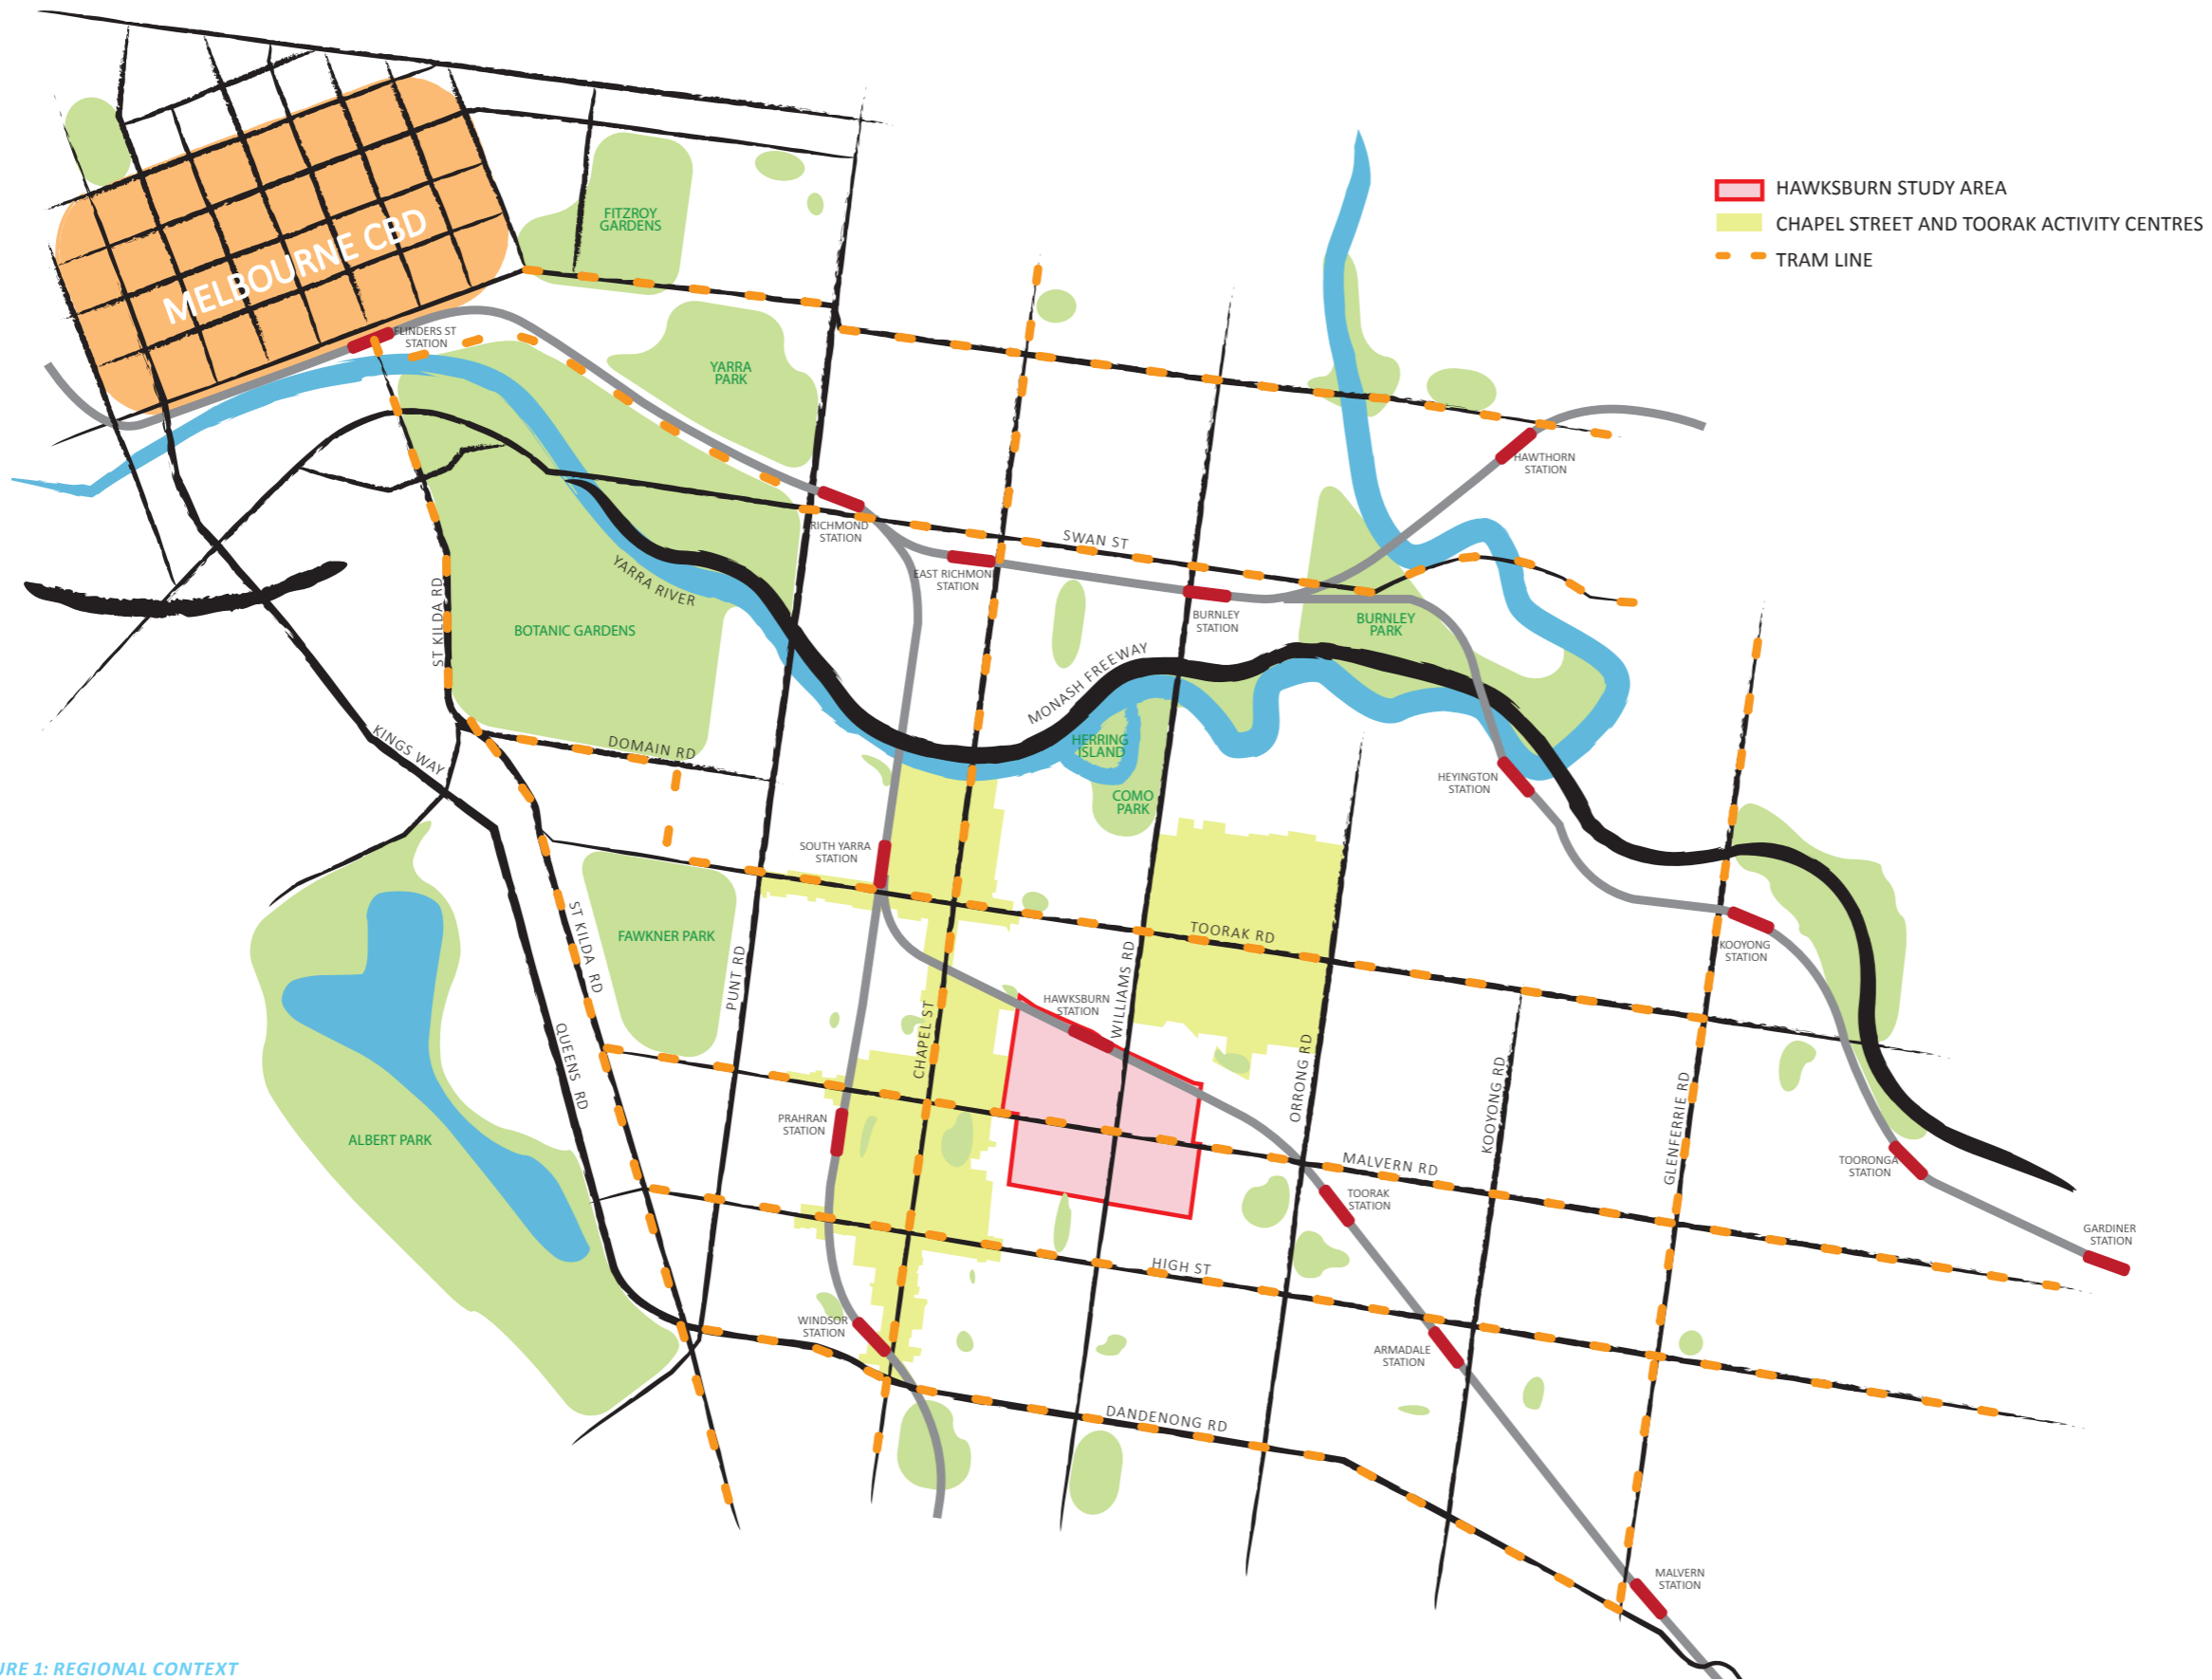 HAWKSBURN STUDY AREA
CHAPEL STREET AND TOORAK ACTIVITY CENTRES
TRAM LINE
MELBOURNE CBD
FITZROY
GARDENS
FLINDERS ST
STATION
YARRA
PARK
HAWTHORN
STATION
RICHMOND
STATION
SWAN ST
EAST RICHMOND
STATION
YARRA RIVER
ST KILDA RD
BOTANIC GARDENS
BURNLEY
STATION
BURNLEY
PARK
MONASH FREEWAY
HERRING
ISLAND
KINGS WAY
DOMAIN RD
COMO
PARK
HEYINGTON
STATION
SOUTH YARRA
STATION
ST KILDA RD
FAWKNER PARK
PUNT RD
TOORAK RD
WILLIAMS RD
KOOYONG
STATION
HAWKSBURN
STATION
CHAPEL ST
QUEENS RD
ORRONG RD
KOOYONG RD
GLENFERRIE RD
PRAHRAN
STATION
ALBERT PARK
MALVERN RD
TOORONGA
STATION
TOORAK
STATION
GARDINER
STATION
HIGH ST
WINDSOR
STATION
ARMADALE
STATION
DANDENONG RD
MALVERN
STATION
URE 1: REGIONAL CONTEXT